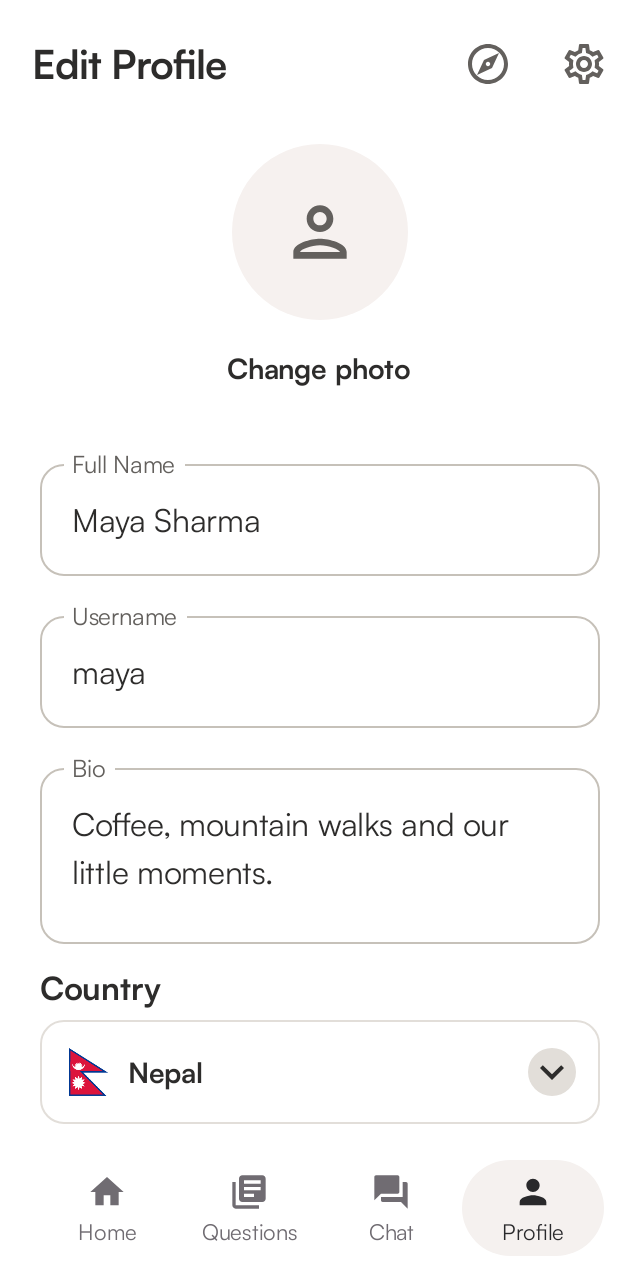 Edit Profile
Change photo
Full Name
Maya Sharma
Username
maya
Bio
Coffee, mountain walks and our
little moments.
Country
Nepal
Home
Questions
Chat
Profile